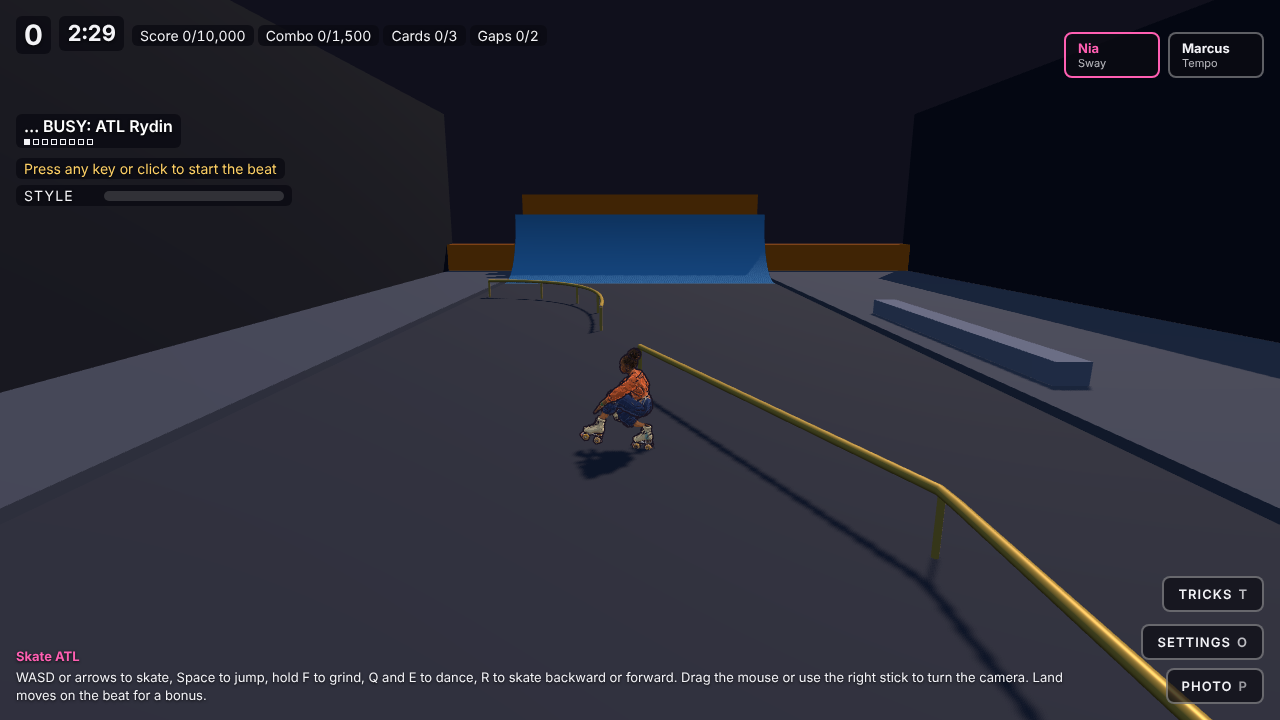 0
2:29
Score 0/10,000
Combo 0/1,500
Cards 0/3
Gaps 0/2
Nia
Sway
Marcus
Tempo
... BUSY: ATL Rydin
Press any key or click to start the beat
STYLE
TRICKS T
SETTINGS O
PHOTO P
Skate ATL
WASD or arrows to skate, Space to jump, hold F to grind, Q and E to dance, R to skate backward or forward. Drag the mouse or use the right stick to turn the camera. Land
moves on the beat for a bonus.